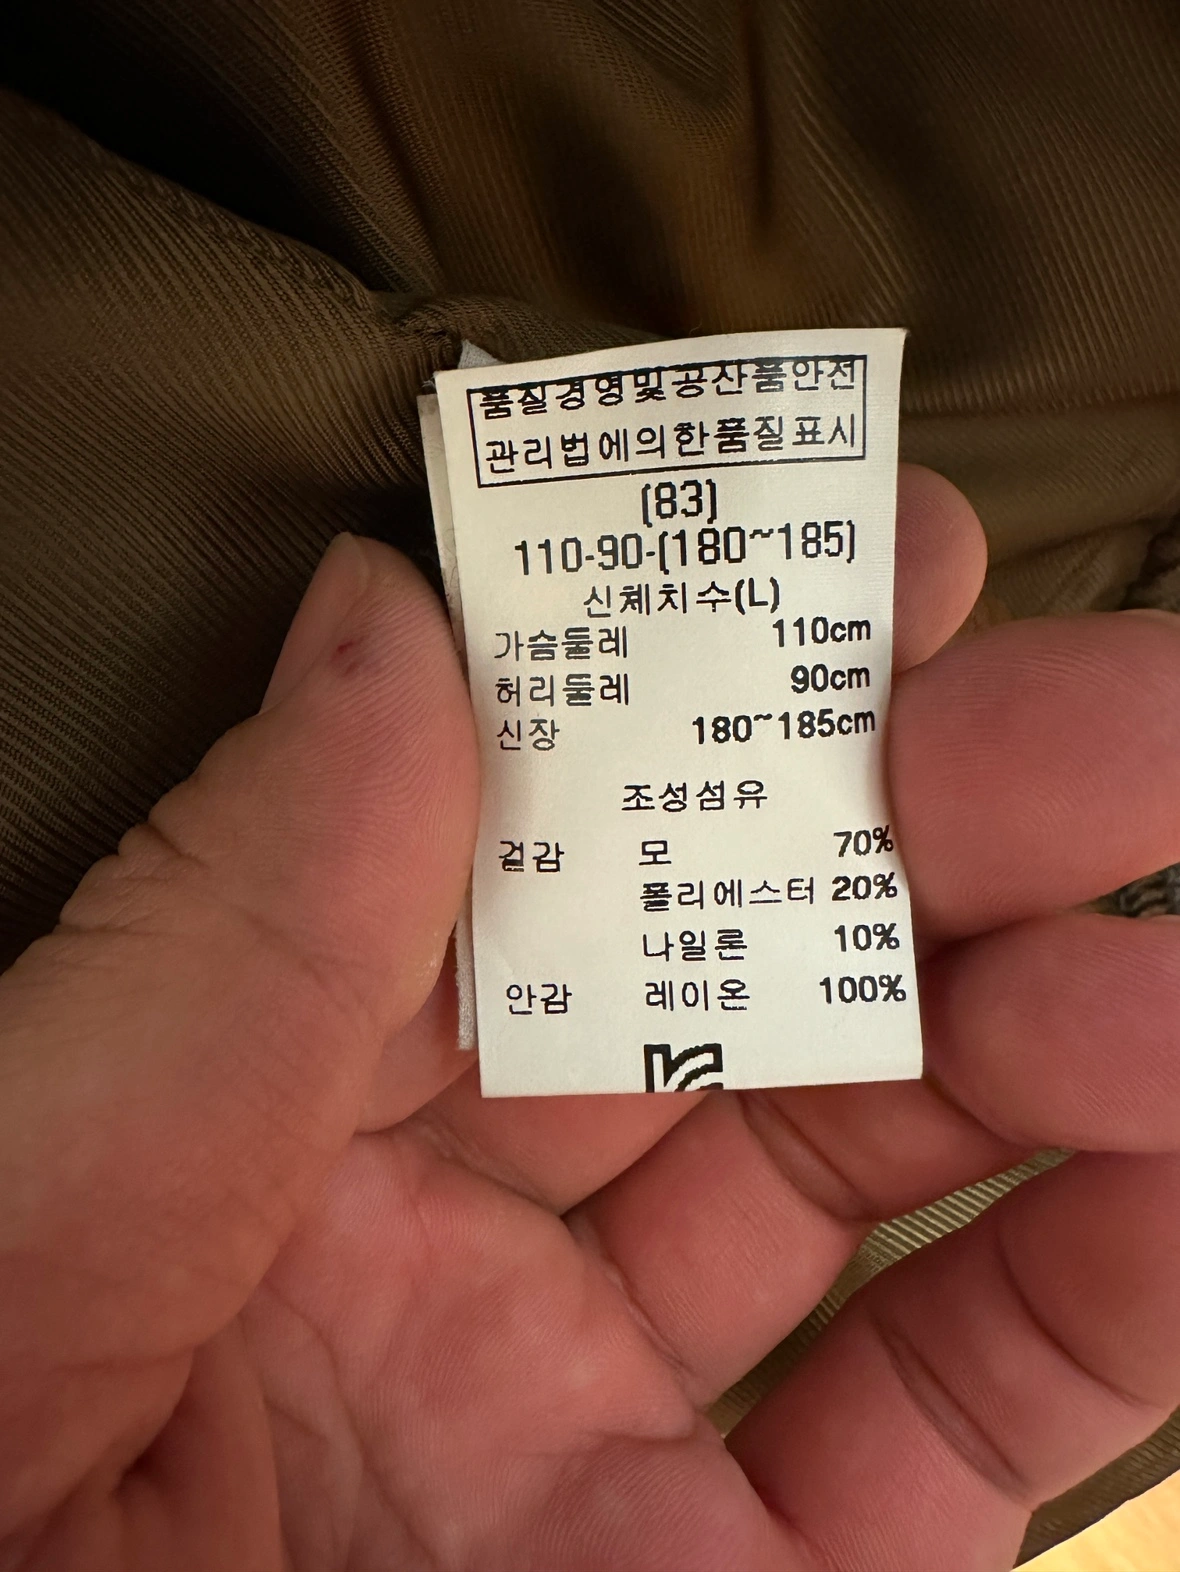 품질경영및공산품안전
관리법에의한품질표시
(83)
110-90-(180~185)
신체치수(L)
가슴둘레 110cm
허리둘레 90cm
신장 180~185cm
조성섬유
겉감 모 70%
폴리에스터 20%
나일론 10%
안감 레이온 100%